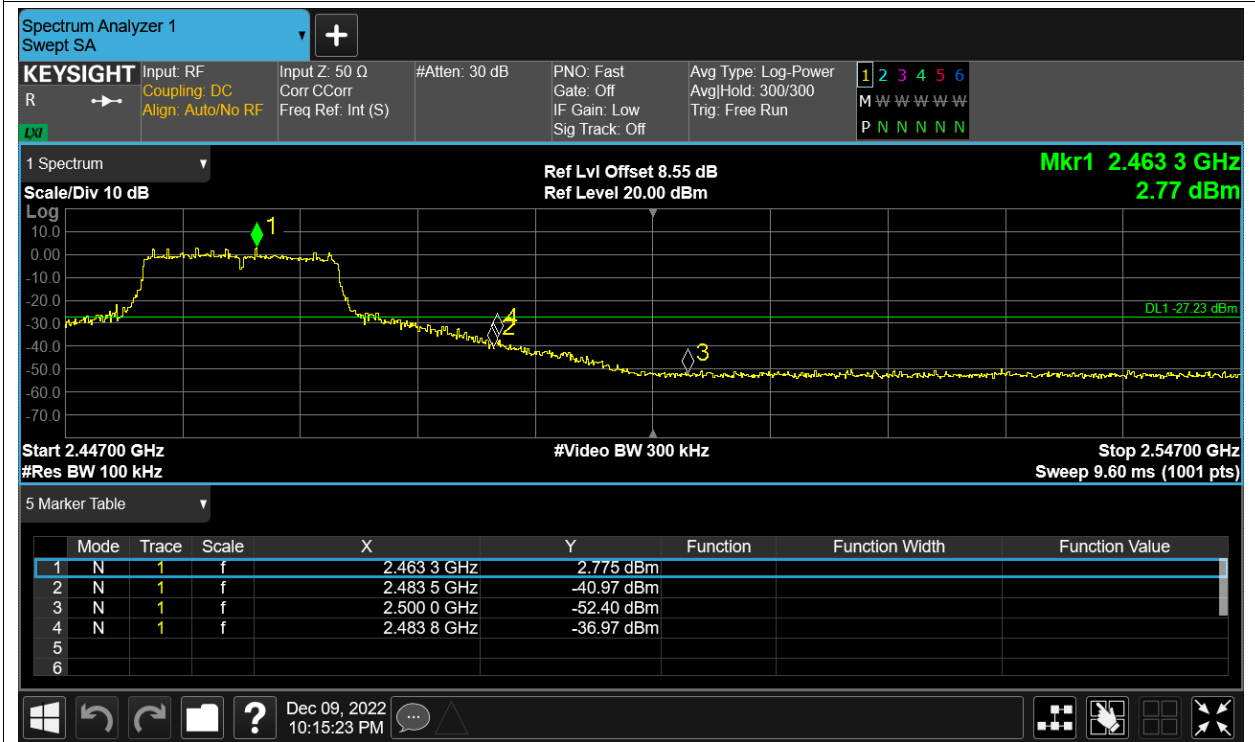 Spectrum Analyzer 1
Swept SA
+
KEYSIGHT
R
LXI
Input: RF
Coupling: DC
Align: Auto/No RF
Input Z: 50 Ω
Corr CCorr
Freq Ref: Int (S)
#Atten: 30 dB
PNO: Fast
Gate: Off
IF Gain: Low
Sig Track: Off
Avg Type: Log-Power
Avg|Hold: 300/300
Trig: Free Run
1 2 3 4 5 6
M W W W W W
P N N N N N
1 Spectrum
Scale/Div 10 dB
Ref Lvl Offset 8.55 dB
Ref Level 20.00 dBm
Mkr1 2.463 3 GHz
2.77 dBm
Log
10.0
0.00
-10.0
-20.0
-30.0
-40.0
-50.0
-60.0
-70.0
1
4
2
3
DL1 -27.23 dBm
Start 2.44700 GHz
#Video BW 300 kHz
Stop 2.54700 GHz
#Res BW 100 kHz
Sweep 9.60 ms (1001 pts)
5 Marker Table
Mode Trace Scale X Y Function Function Width Function Value
1 N 1 f 2.463 3 GHz 2.775 dBm
2 N 1 f 2.483 5 GHz -40.97 dBm
3 N 1 f 2.500 0 GHz -52.40 dBm
4 N 1 f 2.483 8 GHz -36.97 dBm
5
6
?
Dec 09, 2022
10:15:23 PM